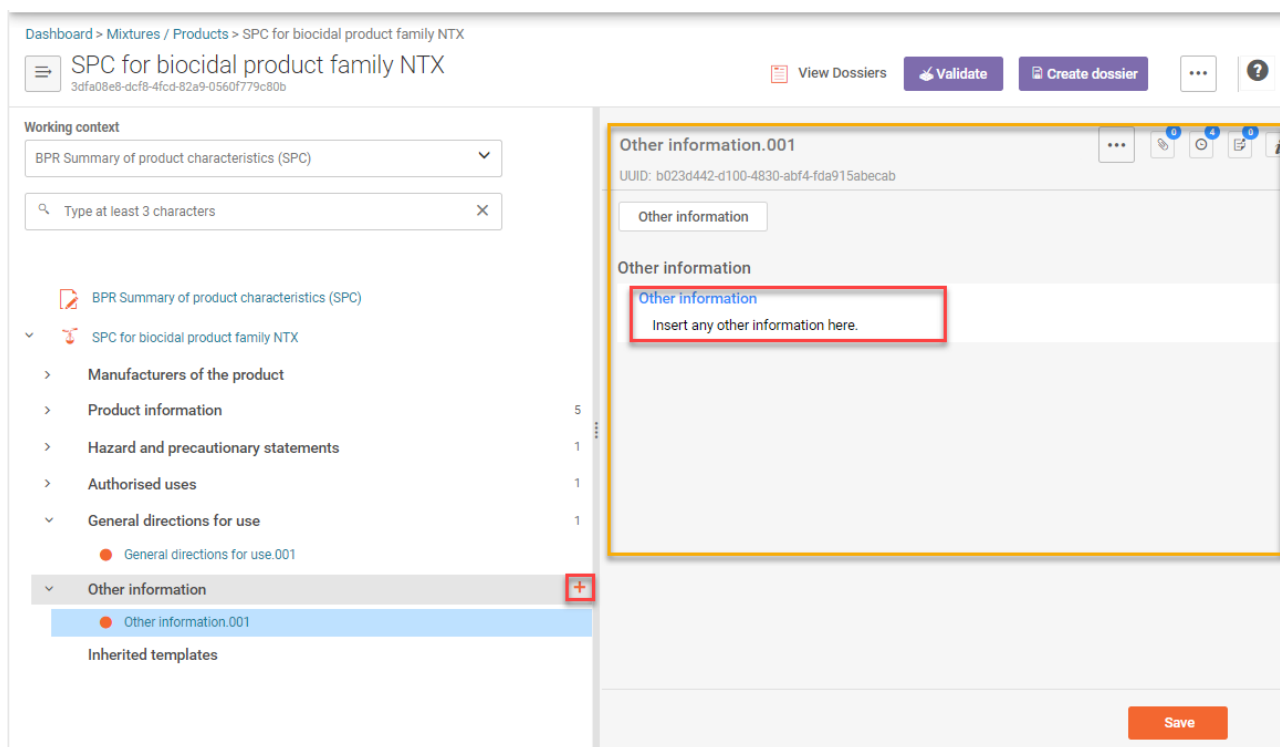 Dashboard > Mixtures / Products > SPC for biocidal product family NTX
SPC for biocidal product family NTX
3dfa08e8-dcf8-4fcd-82a9-0560f779c80b
View Dossiers
Validate
Create dossier
?
Working context
BPR Summary of product characteristics (SPC)
Type at least 3 characters
BPR Summary of product characteristics (SPC)
SPC for biocidal product family NTX
Manufacturers of the product
Product information 5
Hazard and precautionary statements 1
Authorised uses 1
General directions for use 1
General directions for use.001
Other information +
Other information.001
Inherited templates
Other information.001
0 4 0 i
UUID: b023d442-d100-4830-abf4-fda915abecab
Other information
Other information
Other information
Insert any other information here.
Save